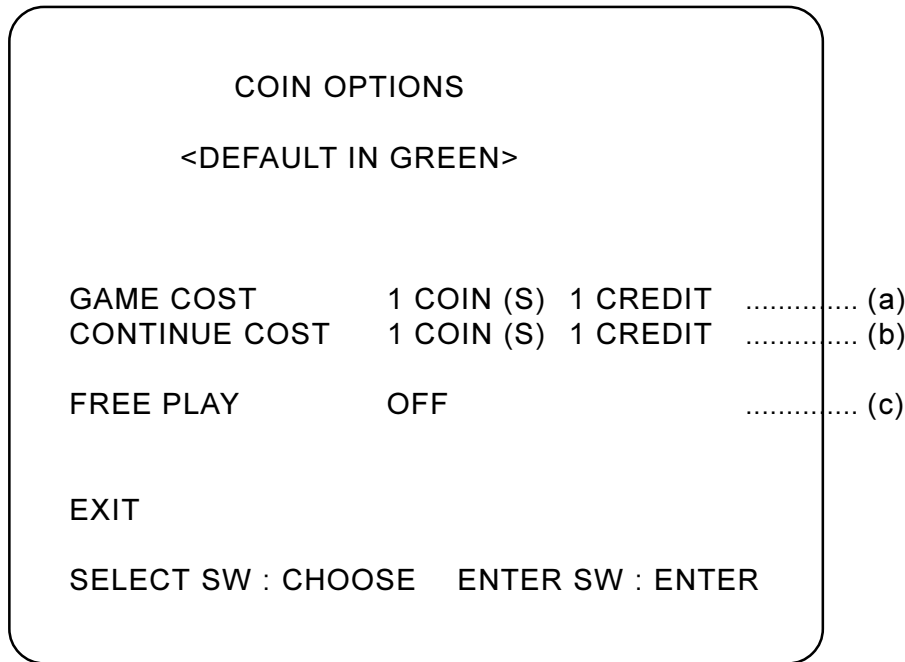 COIN OPTIONS
<DEFAULT IN GREEN>
GAME COST 1 COIN (S) 1 CREDIT .............. (a)
CONTINUE COST 1 COIN (S) 1 CREDIT .............. (b)
FREE PLAY OFF .............. (c)
EXIT
SELECT SW : CHOOSE ENTER SW : ENTER